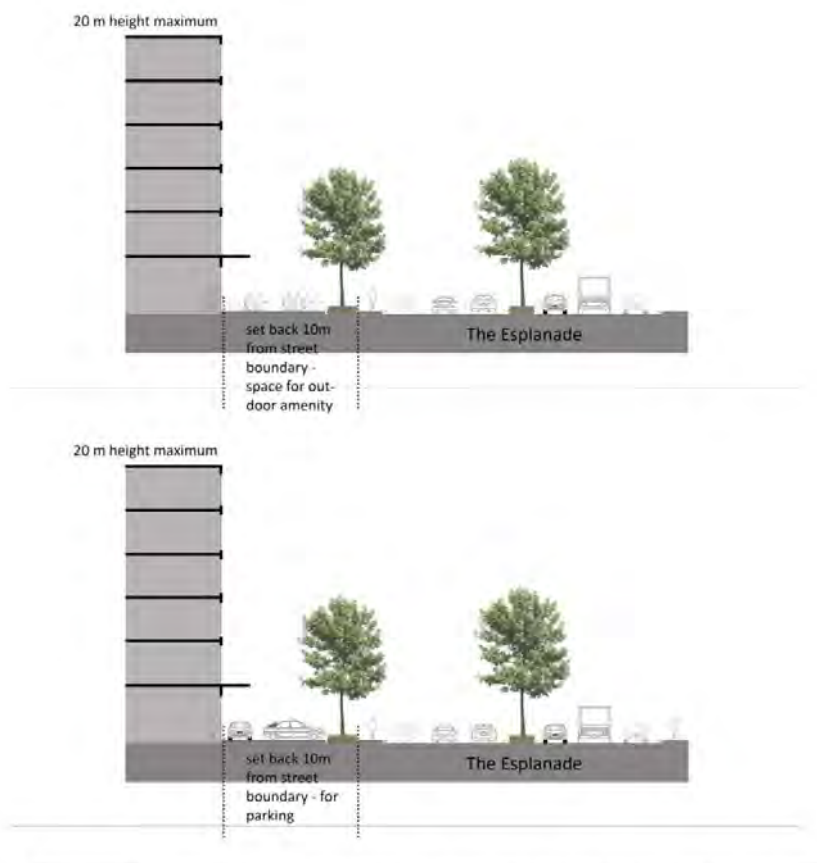 20 m height maximum
set back 10m
from street
boundary -
space for out-
door amenity
The Esplanade
20 m height maximum
set back 10m
from street
boundary - for
parking
The Esplanade